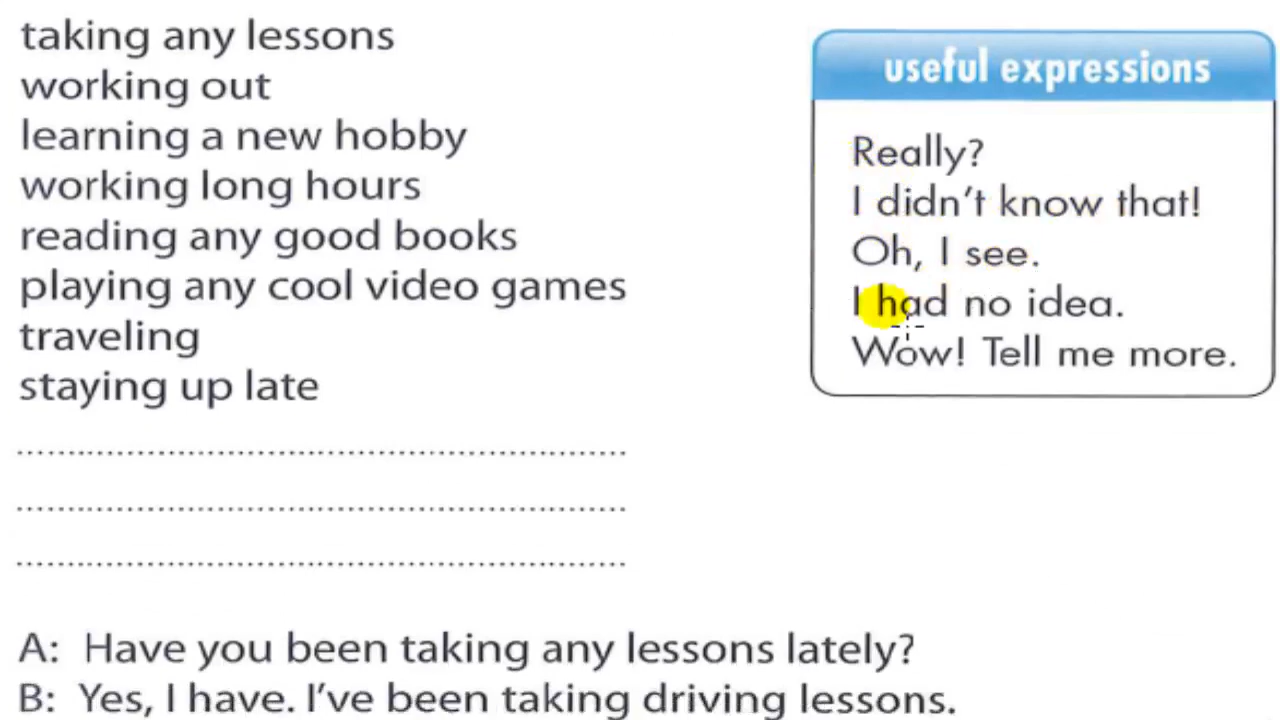 taking any lessons
working out
learning a new hobby
working long hours
reading any good books
playing any cool video games
traveling
staying up late
useful expressions
Really?
I didn't know that!
Oh, I see.
I had no idea.
Wow! Tell me more.
A: Have you been taking any lessons lately?
B: Yes, I have. I've been taking driving lessons.